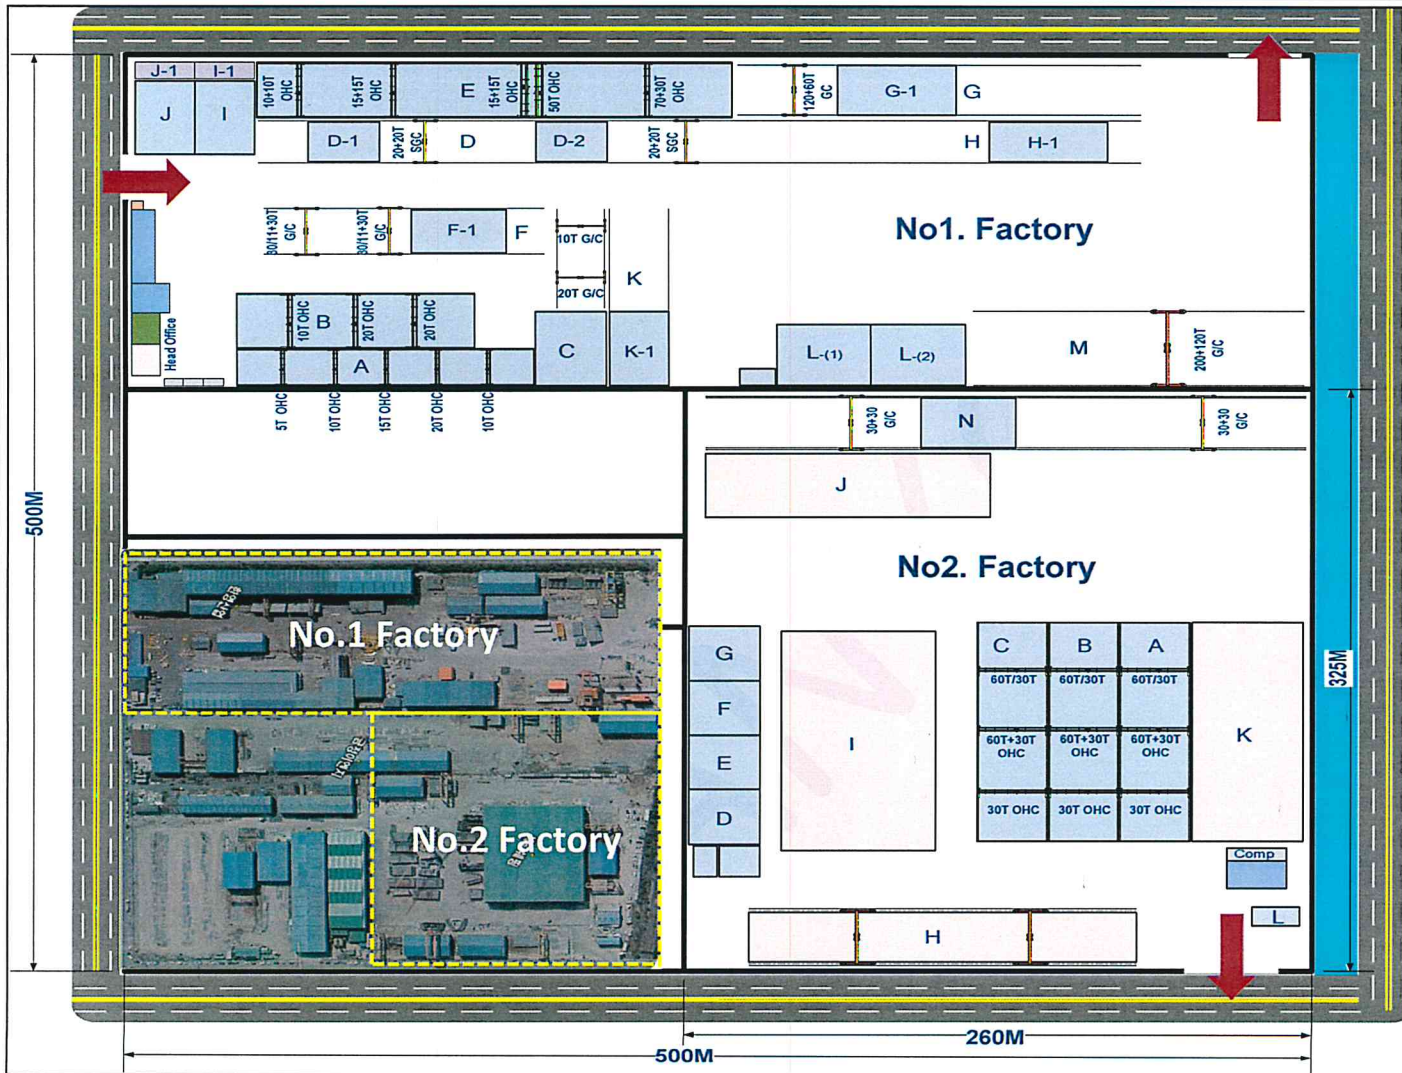 J-1
I-1
J
I
10+10T
OHC
15+15T
OHC
E
15+15T
OHC
50T OHC
70+30T
OHC
120+60T
GC
G-1
G
D-1
20+20T
SGC
D
D-2
20+20T
SGC
H
H-1
30/11+30T
G/C
30/11+30T
G/C
F-1
F
10T G/C
20T G/C
K
No1. Factory
Head Office
B
10T OHC
20T OHC
20T OHC
A
C
K-1
L-(1)
L-(2)
M
200+120T
G/C
5T OHC
10T OHC
15T OHC
20T OHC
10T OHC
30+30
G/C
N
30+30
G/C
J
500M
No2. Factory
No.1 Factory
No.2 Factory
G
F
E
D
I
C
B
A
60T/30T
60T/30T
60T/30T
60T+30T
OHC
60T+30T
OHC
60T+30T
OHC
30T OHC
30T OHC
30T OHC
K
325M
Comp
L
H
260M
500M